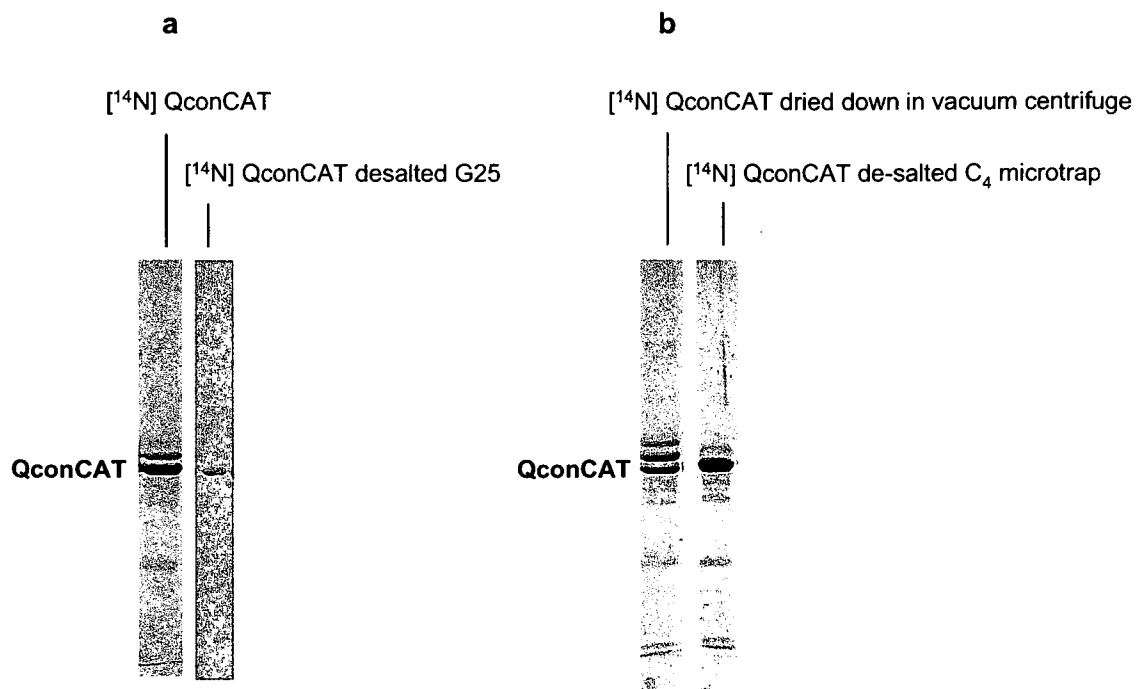 a
[¹⁴N] QconCAT
[¹⁴N] QconCAT desalted G25
QconCAT
b
[¹⁴N] QconCAT dried down in vacuum centrifuge
[¹⁴N] QconCAT de-salted C₄ microtrap
QconCAT